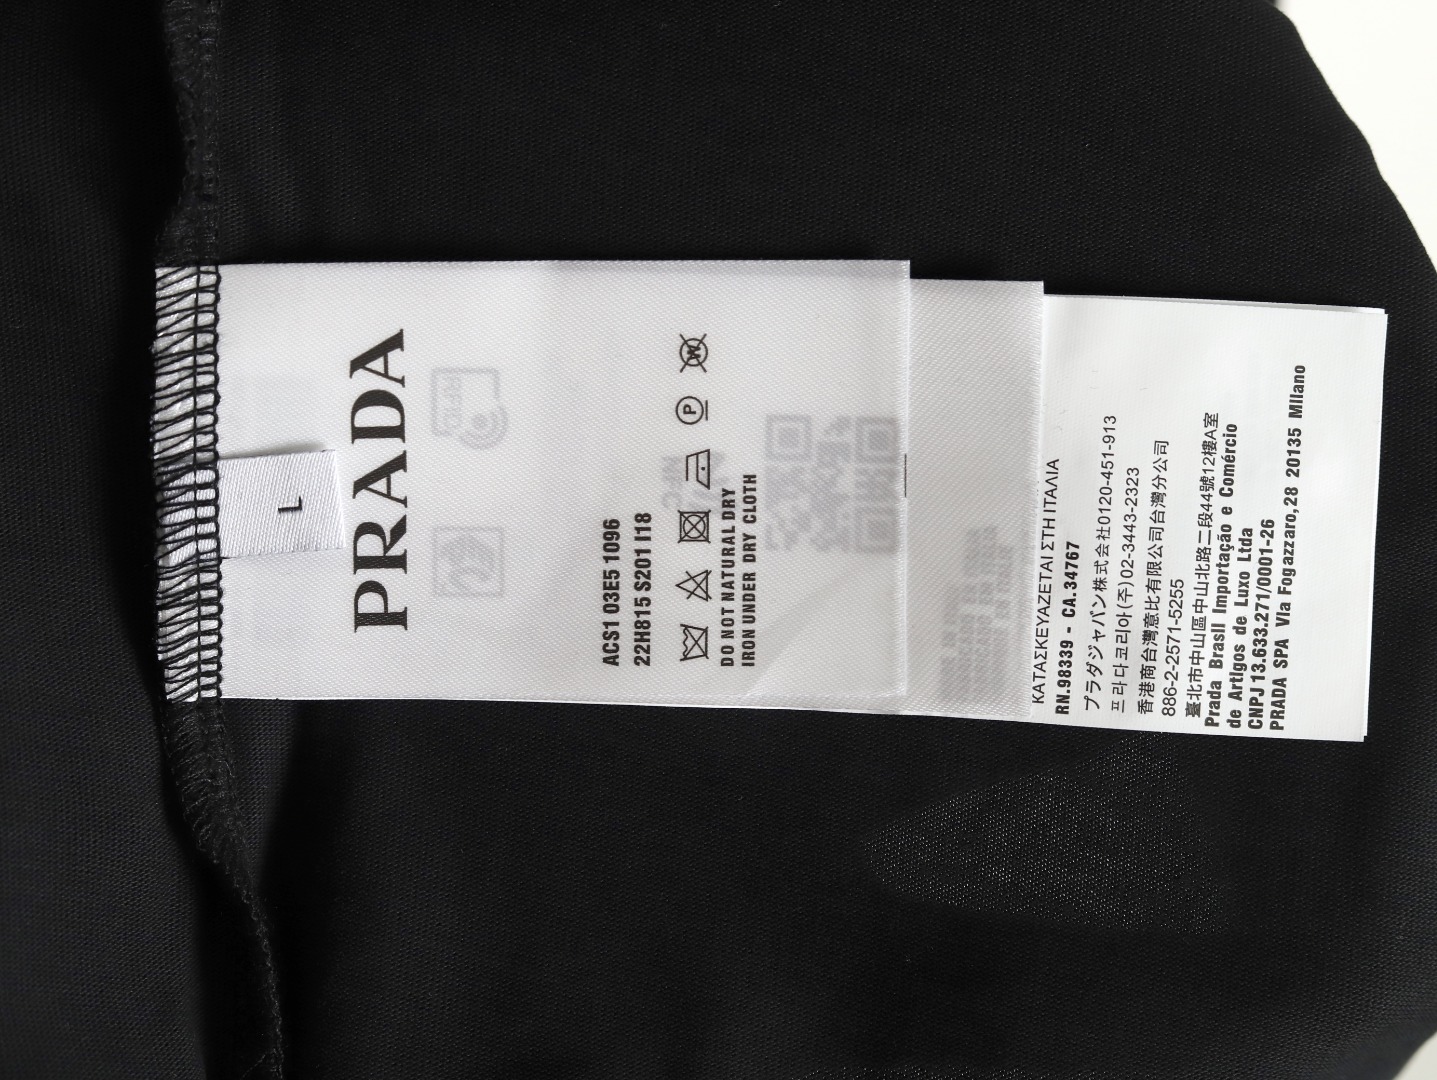 L
PRADA
ACS1 03E5 1096
22H815 S201 I18
P
W
DO NOT NATURAL DRY
IRON UNDER DRY CLOTH
ΚΑΤΑΣΚΕΥΑΖΕΤΑΙ ΣΤΗ ΙΤΑΛΙΑ
RN.98339 - CA.34767
プラダジャパン株式会社0120-451-913
프라다코리아(주)02-3443-2323
香港商台灣意比有限公司台灣分公司
886-2-2571-5255
臺北市中山區中山北路二段44號12樓A室
Prada Brasil Importação e Comércio
de Artigos de Luxo Ltda
CNPJ 13.633.271/0001-26
PRADA SPA Via Fogazzaro,28 20135 Milano